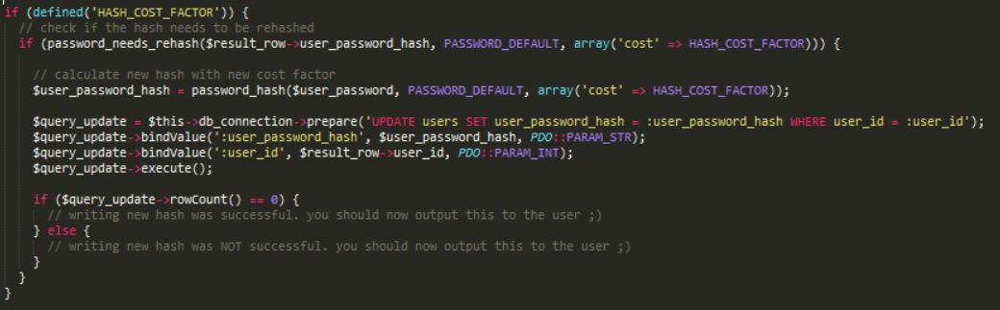 if (defined('HASH_COST_FACTOR')) {
// check if the hash needs to be rehashed
if (password_needs_rehash($result_row->user_password_hash, PASSWORD_DEFAULT, array('cost' => HASH_COST_FACTOR))) {
// calculate new hash with new cost factor
$user_password_hash = password_hash($user_password, PASSWORD_DEFAULT, array('cost' => HASH_COST_FACTOR));
$query_update = $this->db_connection->prepare('UPDATE users SET user_password_hash = :user_password_hash WHERE user_id = :user_id');
$query_update->bindValue(':user_password_hash', $user_password_hash, PDO::PARAM_STR);
$query_update->bindValue(':user_id', $result_row->user_id, PDO::PARAM_INT);
$query_update->execute();
if ($query_update->rowCount() == 0) {
// writing new hash was successful. you should now output this to the user ;)
} else {
// writing new hash was NOT successful. you should now output this to the user ;)
}
}
}